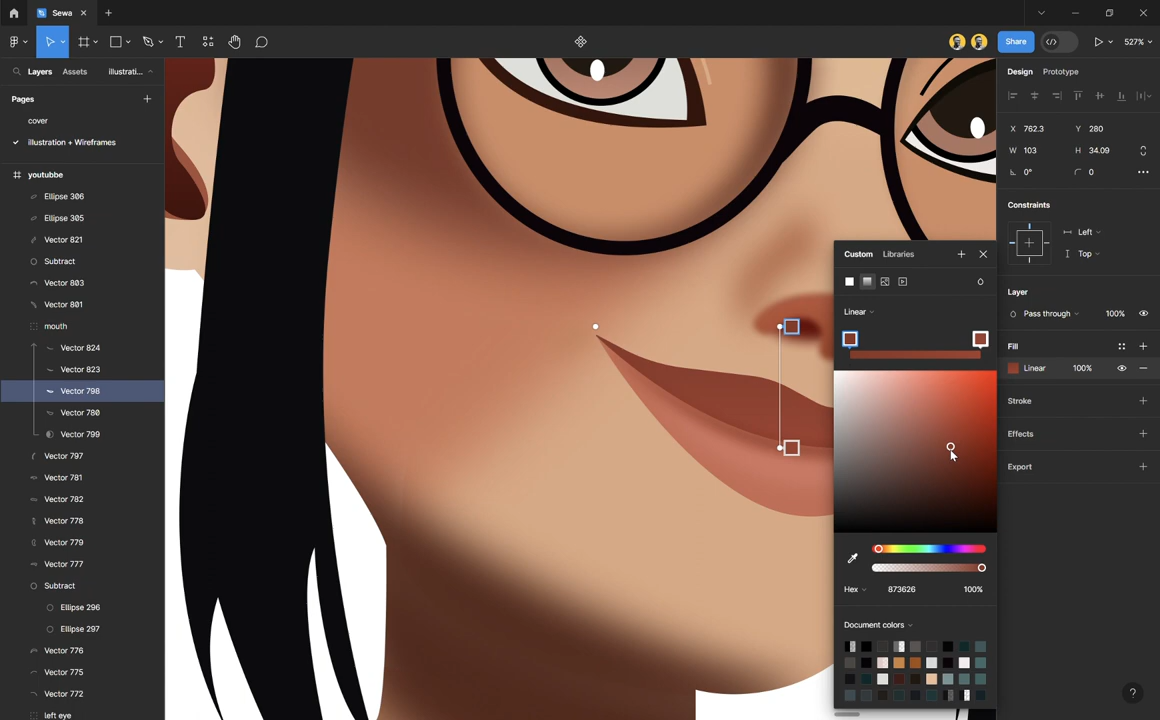 Sewa
Share
527%
Layers
Assets
illustrati...
Design
Prototype
Pages
cover
illustration + Wireframes
X 762.3
Y 280
W 103
H 34.09
0°
0
youtubbe
Ellipse 306
Ellipse 305
Vector 821
Subtract
Vector 803
Vector 801
mouth
Vector 824
Vector 823
Vector 798
Vector 780
Vector 799
Vector 797
Vector 781
Vector 782
Vector 778
Vector 779
Vector 777
Subtract
Ellipse 296
Ellipse 297
Vector 776
Vector 775
Vector 772
left eye
Constraints
Left
Top
Layer
Pass through
100%
Fill
Linear
100%
Stroke
Effects
Export
Custom
Libraries
Linear
Hex
873626
100%
Document colors
?